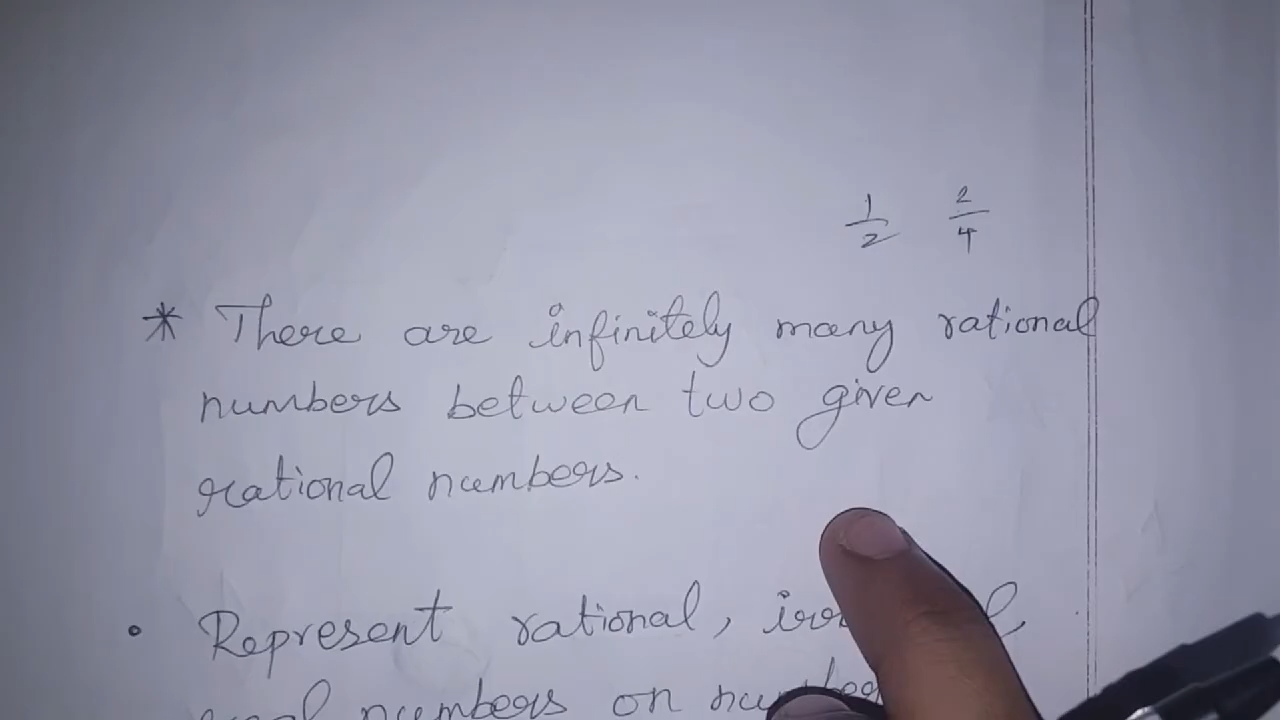 1/2 2/4
* There are infinitely many rational
numbers between two given
rational numbers.
• Represent rational,
numbers on